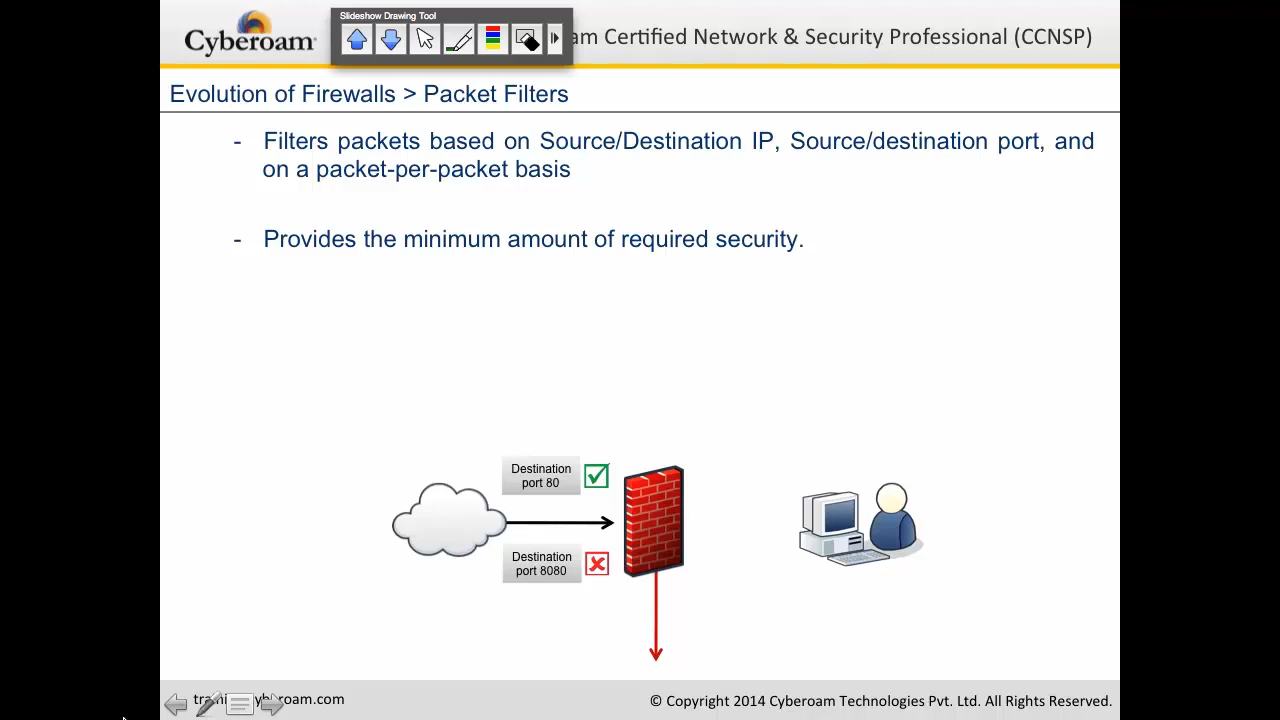 Slideshow Drawing Tool
Cyberoam
am Certified Network & Security Professional (CCNSP)
Evolution of Firewalls > Packet Filters
- Filters packets based on Source/Destination IP, Source/destination port, and
on a packet-per-packet basis
- Provides the minimum amount of required security.
Destination
port 80
Destination
port 8080
© Copyright 2014 Cyberoam Technologies Pvt. Ltd. All Rights Reserved.